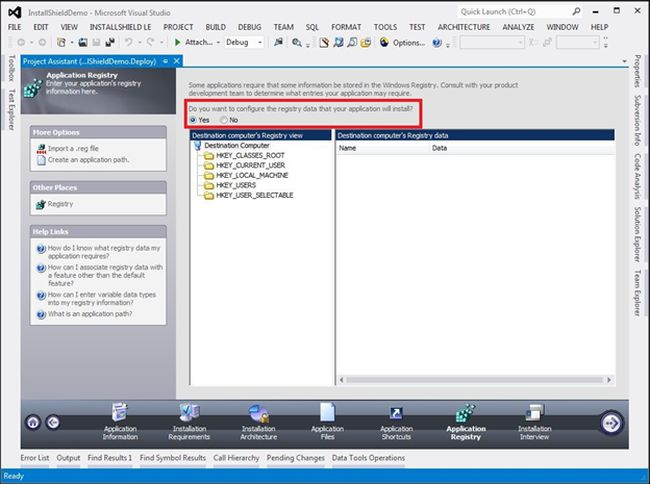 InstallShieldDemo - Microsoft Visual Studio
Quick Launch (Ctrl+Q)
FILE EDIT VIEW INSTALLSHIELD LE PROJECT BUILD DEBUG TEAM SQL FORMAT TOOLS TEST ARCHITECTURE ANALYZE WINDOW HELP
Attach... Debug Options...
Toolbox
Test Explorer
Project Assistant (...lShieldDemo.Deploy)
Application Registry
Enter your application's registry
information here.
More Options
Import a .reg file
Create an application path.
Other Places
Registry
Help Links
How do I know what registry data my
application requires?
How can I associate registry data with
a feature other than the default
feature?
How can I enter variable data types
into my registry information?
What is an application path?
Some applications require that some information be stored in the Windows Registry. Consult with your product
development team to determine what entries your application may require.
Do you want to configure the registry data that your application will install?
Yes No
Destination computer's Registry view
Destination Computer
HKEY_CLASSES_ROOT
HKEY_CURRENT_USER
HKEY_LOCAL_MACHINE
HKEY_USERS
HKEY_USER_SELECTABLE
Destination computer's Registry data
Name Data
Properties
Subversion Info
Code Analysis
Solution Explorer
Team Explorer
Application
Information
Installation
Requirements
Installation
Architecture
Application
Files
Application
Shortcuts
Application
Registry
Installation
Interview
Error List Output Find Results 1 Find Symbol Results Call Hierarchy Pending Changes Data Tools Operations
Ready